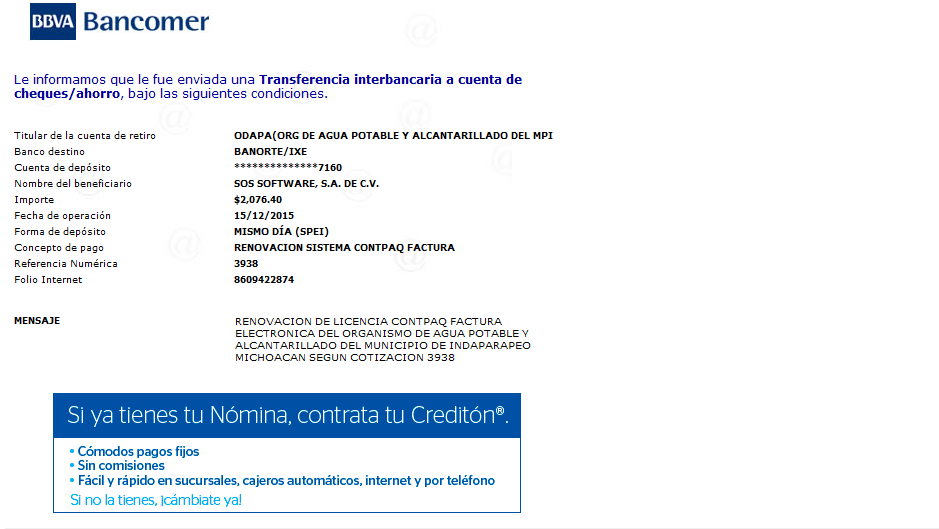 BBVA Bancomer
Le informamos que le fue enviada una Transferencia interbancaria a cuenta de
cheques/ahorro, bajo las siguientes condiciones.
Titular de la cuenta de retiro ODAPA(ORG DE AGUA POTABLE Y ALCANTARILLADO DEL MPI
Banco destino BANORTE/IXE
Cuenta de depósito **************7160
Nombre del beneficiario SOS SOFTWARE, S.A. DE C.V.
Importe $2,076.40
Fecha de operación 15/12/2015
Forma de depósito MISMO DÍA (SPEI)
Concepto de pago RENOVACION SISTEMA CONTPAQ FACTURA
Referencia Numérica 3938
Folio Internet 8609422874
MENSAJE RENOVACION DE LICENCIA CONTPAQ FACTURA
ELECTRONICA DEL ORGANISMO DE AGUA POTABLE Y
ALCANTARILLADO DEL MUNICIPIO DE INDAPARAPEO
MICHOACAN SEGUN COTIZACION 3938
Si ya tienes tu Nómina, contrata tu Creditón®.
• Cómodos pagos fijos
• Sin comisiones
• Fácil y rápido en sucursales, cajeros automáticos, internet y por teléfono
Si no la tienes, ¡cámbiate ya!